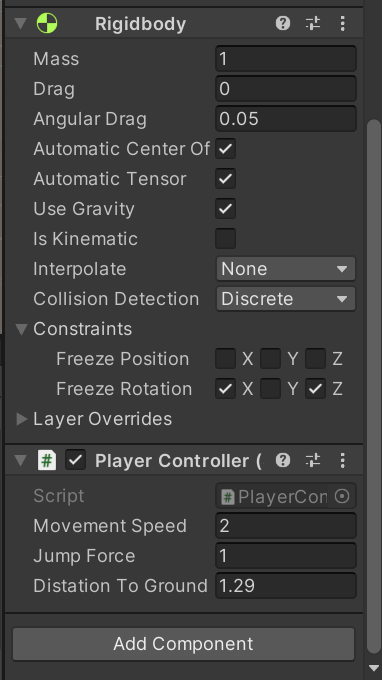 Rigidbody
Mass 1
Drag 0
Angular Drag 0.05
Automatic Center Of
Automatic Tensor
Use Gravity
Is Kinematic
Interpolate None
Collision Detection Discrete
Constraints
Freeze Position X Y Z
Freeze Rotation X Y Z
Layer Overrides
# Player Controller (
Script # PlayerCon
Movement Speed 2
Jump Force 1
Distation To Ground 1.29
Add Component